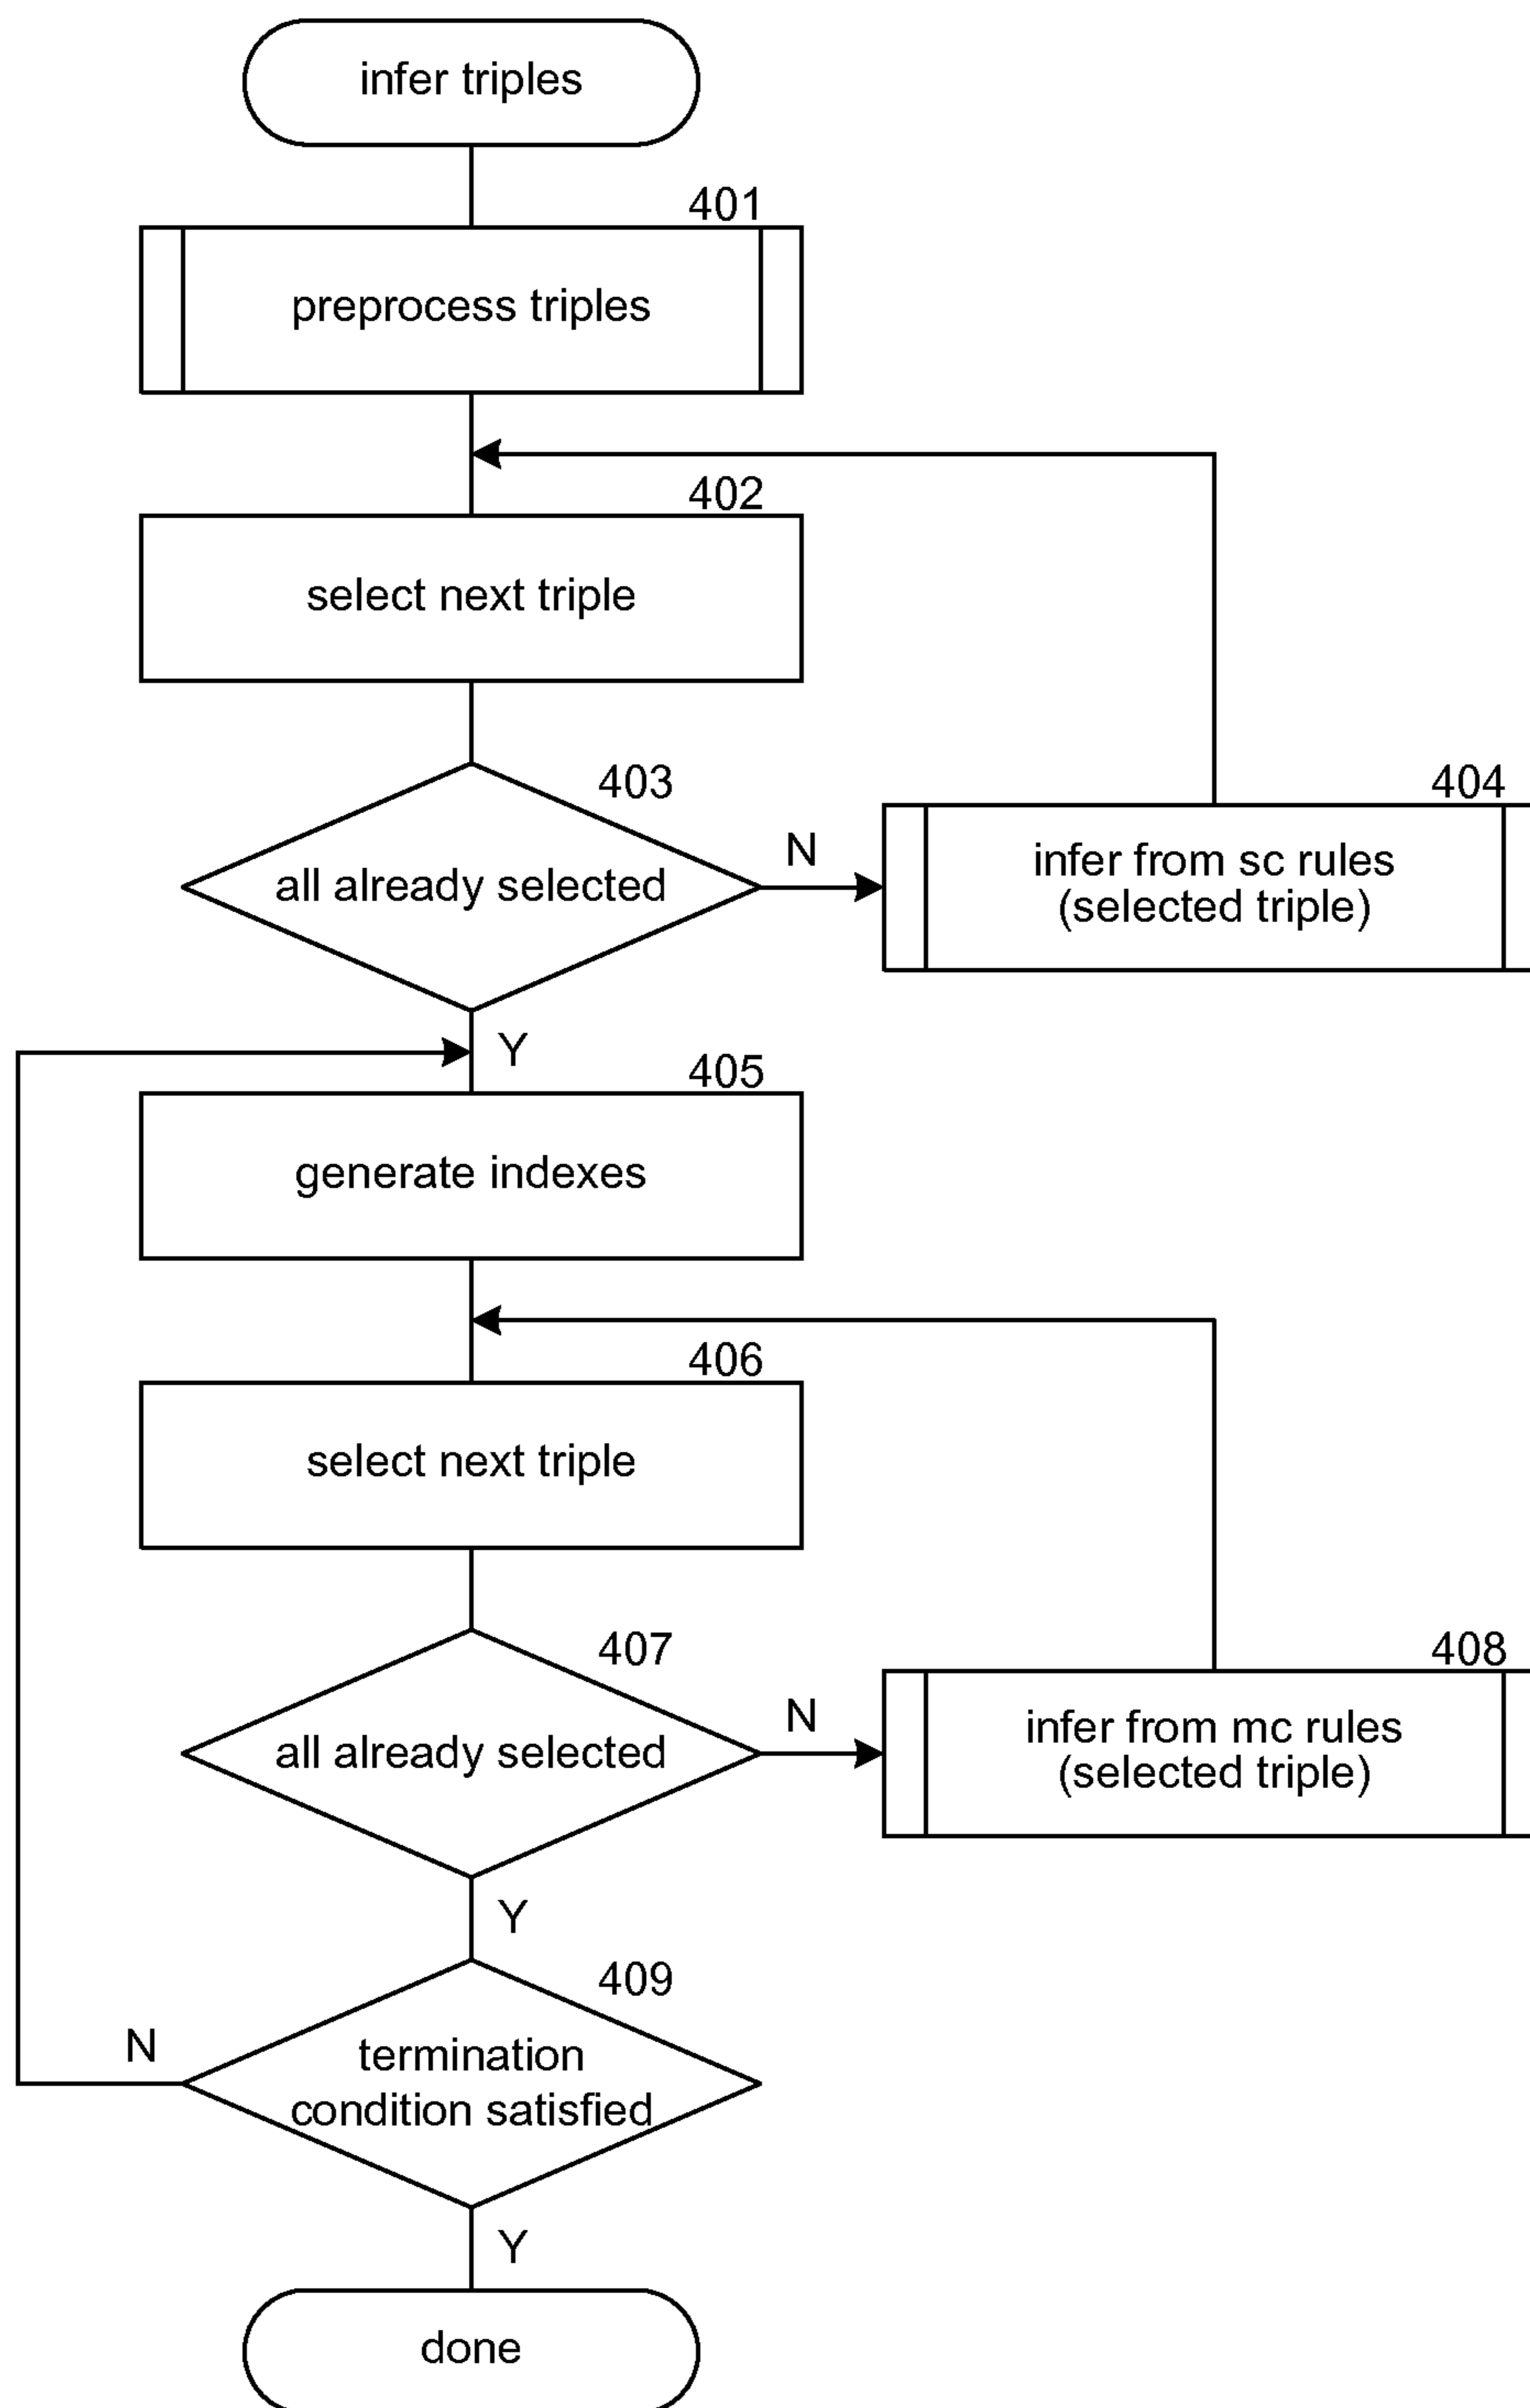 infer triples
401
preprocess triples
402
select next triple
403
all already selected
N
404
infer from sc rules
(selected triple)
Y
405
generate indexes
406
select next triple
407
all already selected
N
408
infer from mc rules
(selected triple)
Y
409
termination
condition satisfied
N
Y
done